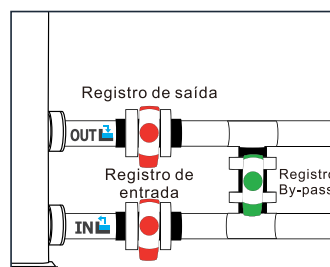 Registro de saída
OUT
Registro de
entrada
Registro
By-pass
IN